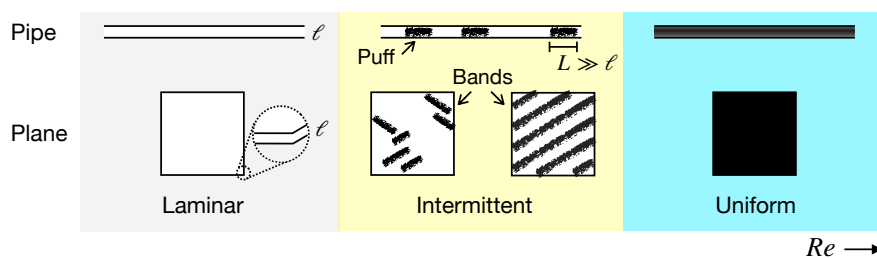 Pipe
ℓ
Puff
L ≫ ℓ
Bands
Plane
ℓ
Laminar
Intermittent
Uniform
Re